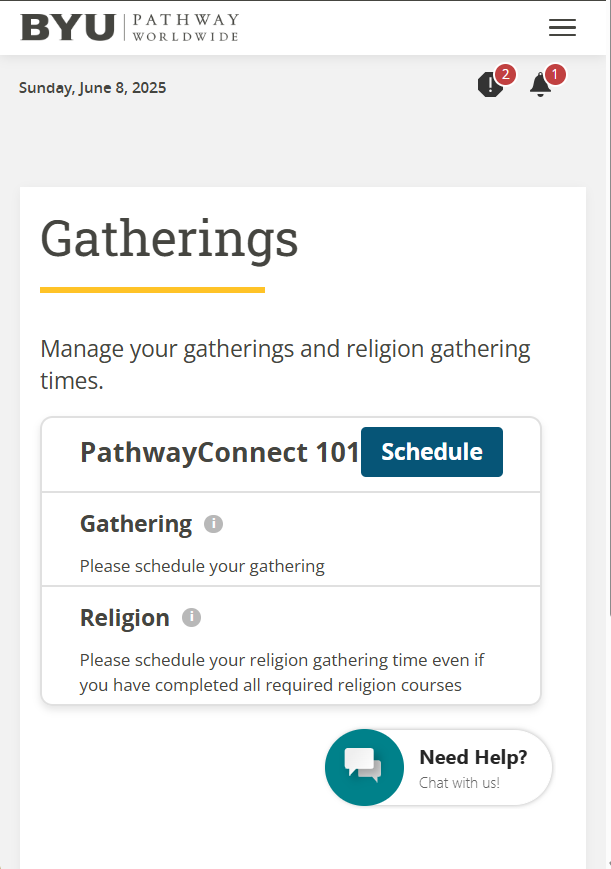 BYU PATHWAY
WORLDWIDE
Sunday, June 8, 2025
! 2 1
Gatherings
Manage your gatherings and religion gathering
times.
PathwayConnect 101 Schedule
Gathering i
Please schedule your gathering
Religion i
Please schedule your religion gathering time even if
you have completed all required religion courses
Need Help?
Chat with us!